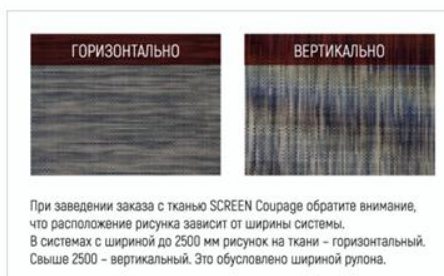 ГОРИЗОНТАЛЬНО
ВЕРТИКАЛЬНО
При заведении заказа с тканью SCREEN Coupage обратите внимание,
что расположение рисунка зависит от ширины системы.
В системах с шириной до 2500 мм рисунок на ткани – горизонтальный.
Свыше 2500 – вертикальный. Это обусловлено шириной рулона.